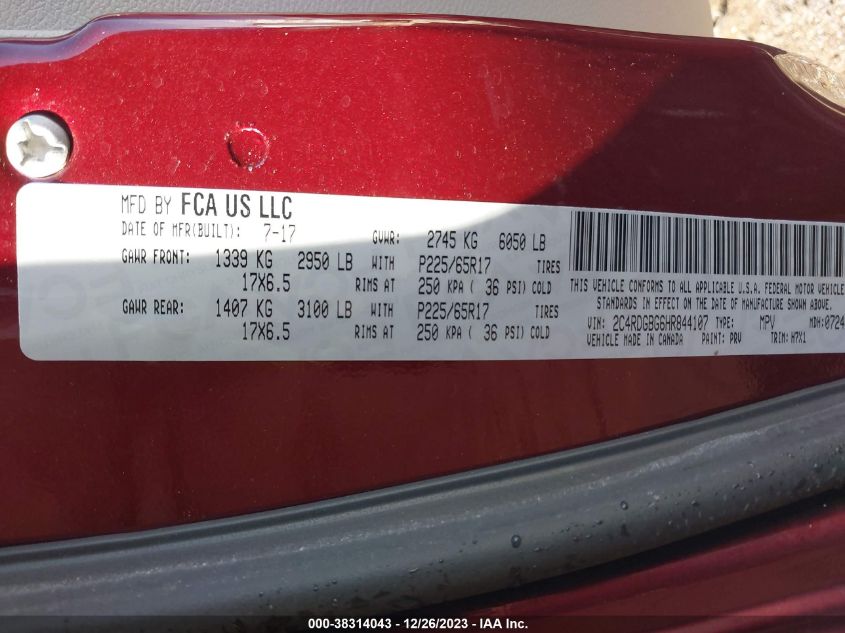 MFD BY FCA US LLC
DATE OF MFR(BUILT): 7-17 GVWR: 2745 KG 6050 LB
GAWR FRONT: 1339 KG 2950 LB WITH P225/65R17 TIRES
17X6.5 RIMS AT 250 KPA ( 36 PSI) COLD
GAWR REAR: 1407 KG 3100 LB WITH P225/65R17 TIRES
17X6.5 RIMS AT 250 KPA ( 36 PSI) COLD
THIS VEHICLE CONFORMS TO ALL APPLICABLE U.S.A. FEDERAL MOTOR VEHICLE
STANDARDS IN EFFECT ON THE DATE OF MANUFACTURE SHOWN ABOVE.
VIN: 2C4RDGBG6HR844107 TYPE: MPV MDH:0724
VEHICLE MADE IN CANADA PAINT: PRV TRIM: H7X1
000-38314043 — 12/26/2023 — IAA Inc.